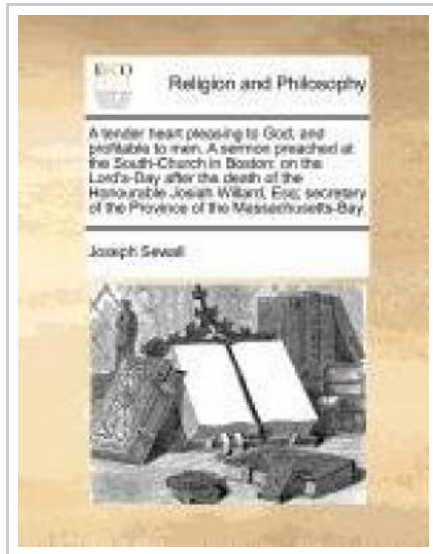 ECCO
Religion and Philosophy
A tender heart pleasing to God, and
profitable to men. A sermon preached at
the South-Church in Boston: on the
Lord's-Day after the death of the
Honourable Josiah Willard, Esq; secretary
of the Province of the Massachusetts-Bay.
Joseph Sewall